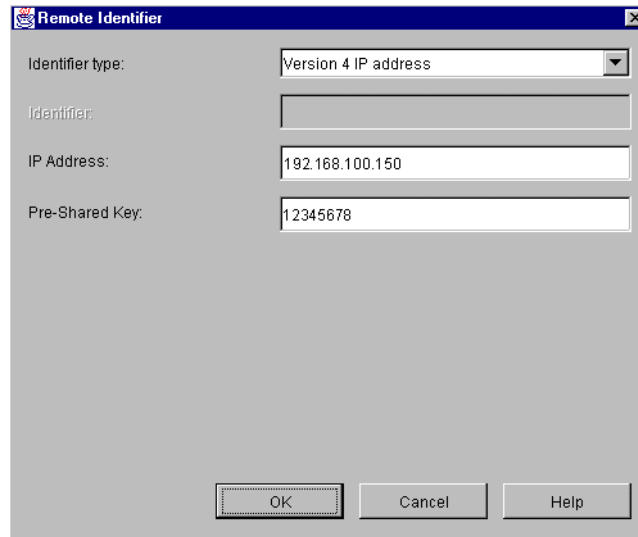 Remote Identifier
Identifier type: Version 4 IP address
Identifier:
IP Address: 192.168.100.150
Pre-Shared Key: 12345678
OK Cancel Help